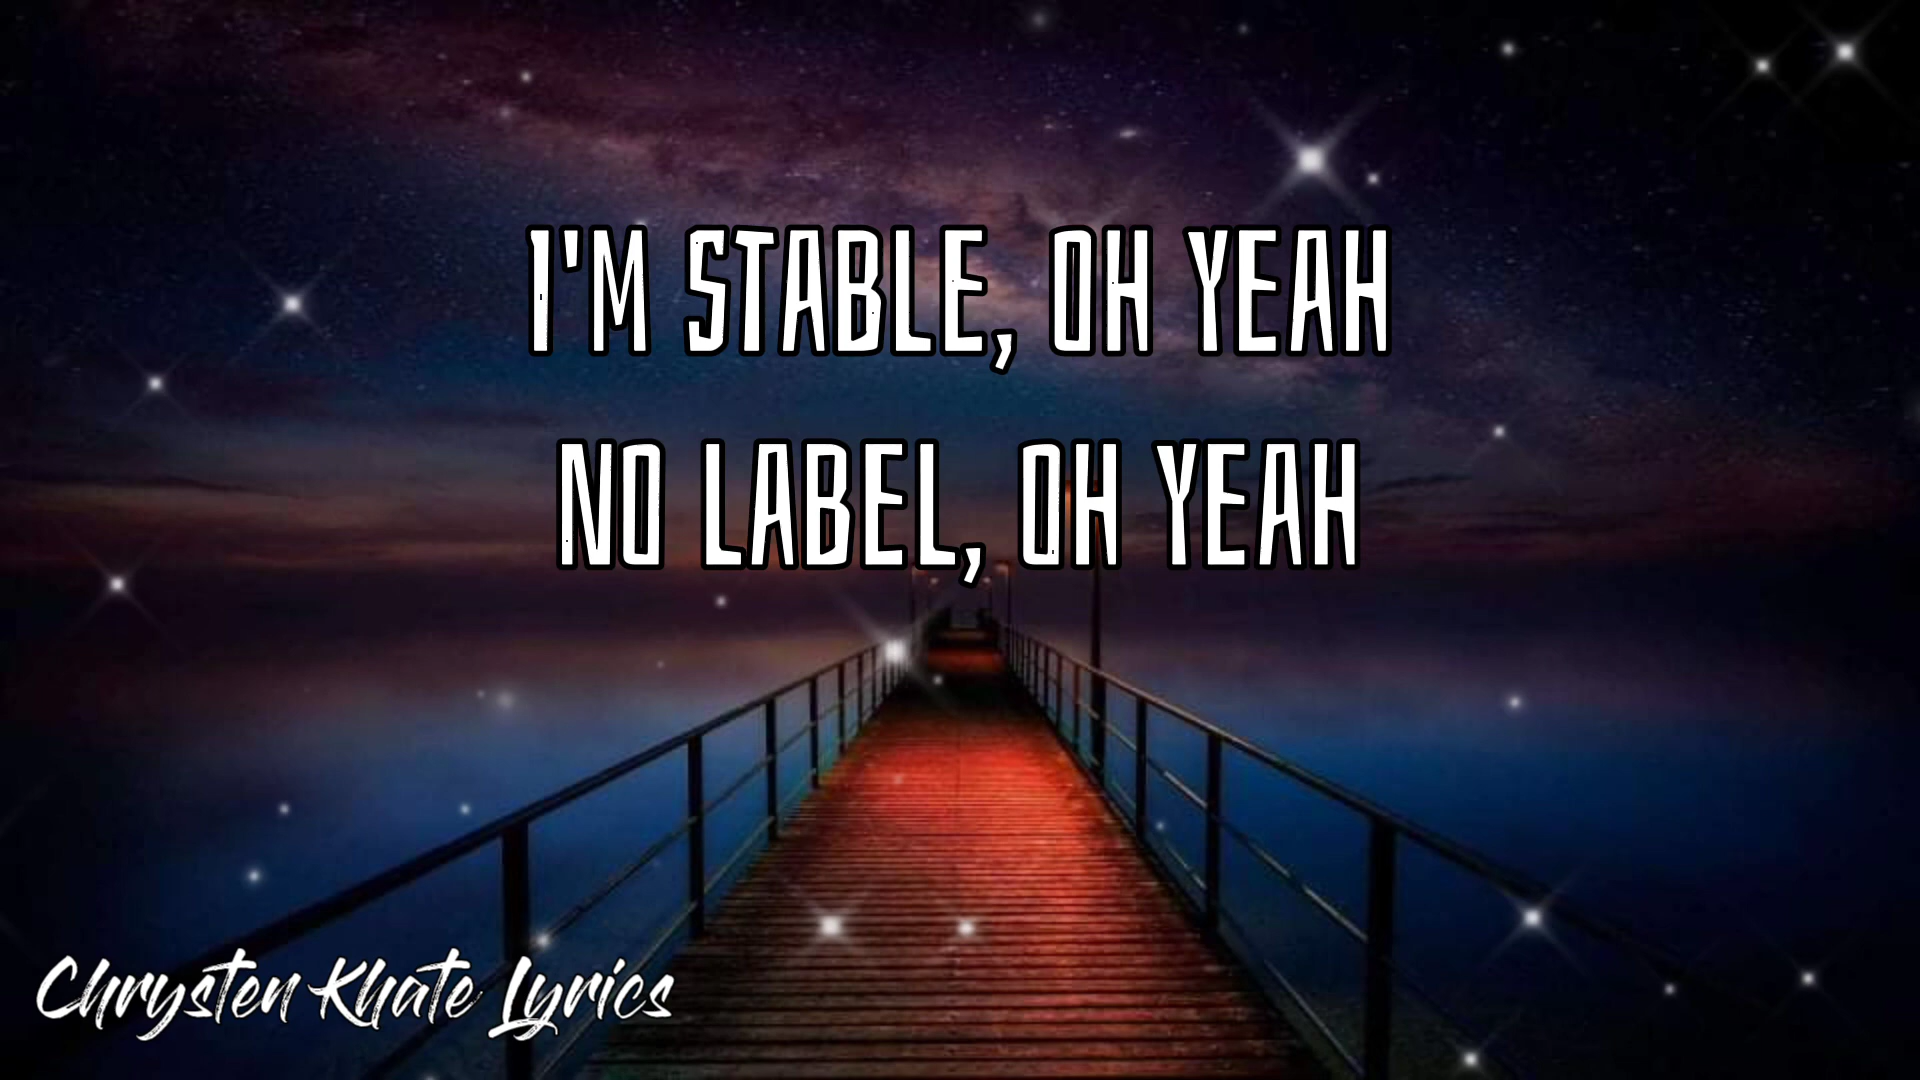 I'M STABLE, OH YEAH
NO LABEL, OH YEAH
Chrysten Khate Lyrics